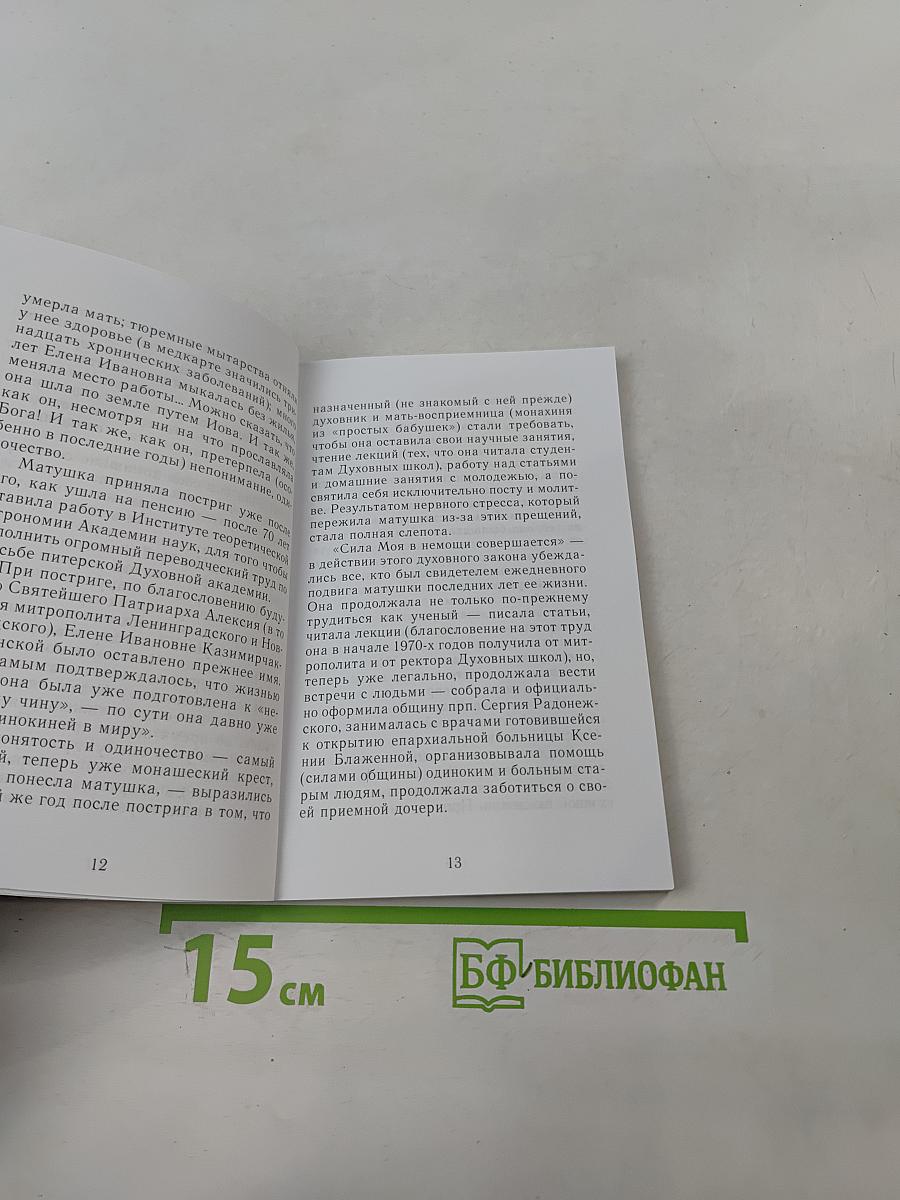 умерла мать; тюремные мытарства отняли
у нее здоровье (в медкарте значились три-
надцать хронических заболеваний), много
лет Елена Ивановна мыкалась без жилья,
меняла место работы... Можно сказать, что
она шла по земле путем Иова. И так же,
как он, несмотря ни на что прославляла
Бога! И так же, как он, претерпела (осо-
бенно в последние годы) непонимание, оди-
ночество.
Матушка приняла постриг уже после
го, как ушла на пенсию — после 70 лет
тавила работу в Институте теоретической
трономии Академии наук, для того чтобы
полнить огромный переводческий труд по
сьбе питерской Духовной академии.
При постриге, по благословению буду-
о Святейшего Патриарха Алексия (в то
я митрополита Ленинградского и Нов-
ского), Елене Ивановне Казимирчак-
нской было оставлено прежнее имя.
амым подтверждалось, что жизнью
она была уже подготовлена к «не-
у чину», — по сути она давно уже
инокиней в миру».
онятость и одиночество — самый
й, теперь уже монашеский крест,
понесла матушка, — выразились
й же год после пострига в том, что
12
назначенный (не знакомый с ней прежде)
духовник и мать-восприемница (монахиня
из «простых бабушек») стали требовать,
чтобы она оставила свои научные занятия,
чтение лекций (тех, что она читала студен-
там Духовных школ), работу над статьями
и домашние занятия с молодежью, а по-
святила себя исключительно посту и молит-
ве. Результатом нервного стресса, который
пережила матушка из-за этих прещений,
стала полная слепота.
«Сила Моя в немощи совершается» —
в действии этого духовного закона убежда-
лись все, кто был свидетелем ежедневного
подвига матушки последних лет ее жизни.
Она продолжала не только по-прежнему
трудиться как ученый — писала статьи,
читала лекции (благословение на этот труд
она в начале 1970-х годов получила от мит-
рополита и от ректора Духовных школ), но,
теперь уже легально, продолжала вести
встречи с людьми — собрала и официаль-
но оформила общину прп. Сергия Радонеж-
ского, занималась с врачами готовившейся
к открытию епархиальной больницы Ксе-
нии Блаженной, организовывала помощь
(силами общины) одиноким и больным ста-
рым людям, продолжала заботиться о сво-
ей приемной дочери.
13
15 см
БФ БИБЛИОФАН